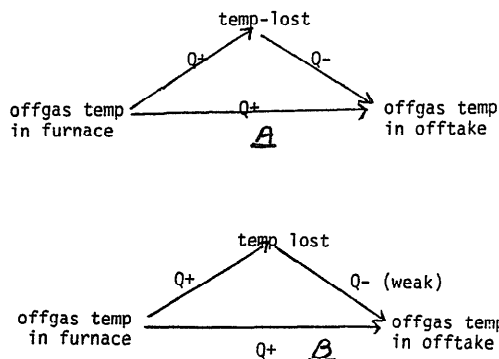 temp-lost
Q+ Q-
offgas temp Q+ offgas temp
in furnace in offtake
A
temp lost
Q+ Q- (weak)
offgas temp offgas temp
in furnace in offtake
Q+ B